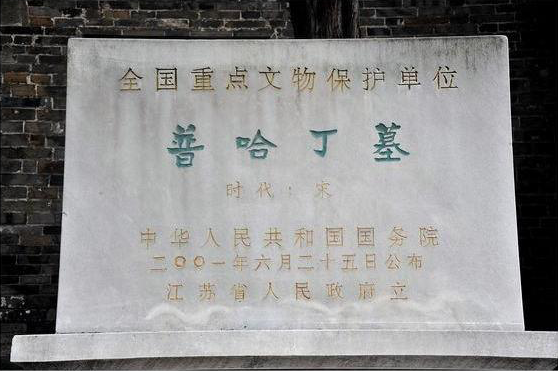 全国重点文物保护单位
普哈丁墓
时代：宋
中华人民共和国国务院
二〇〇一年六月二十五日公布
江苏省人民政府立